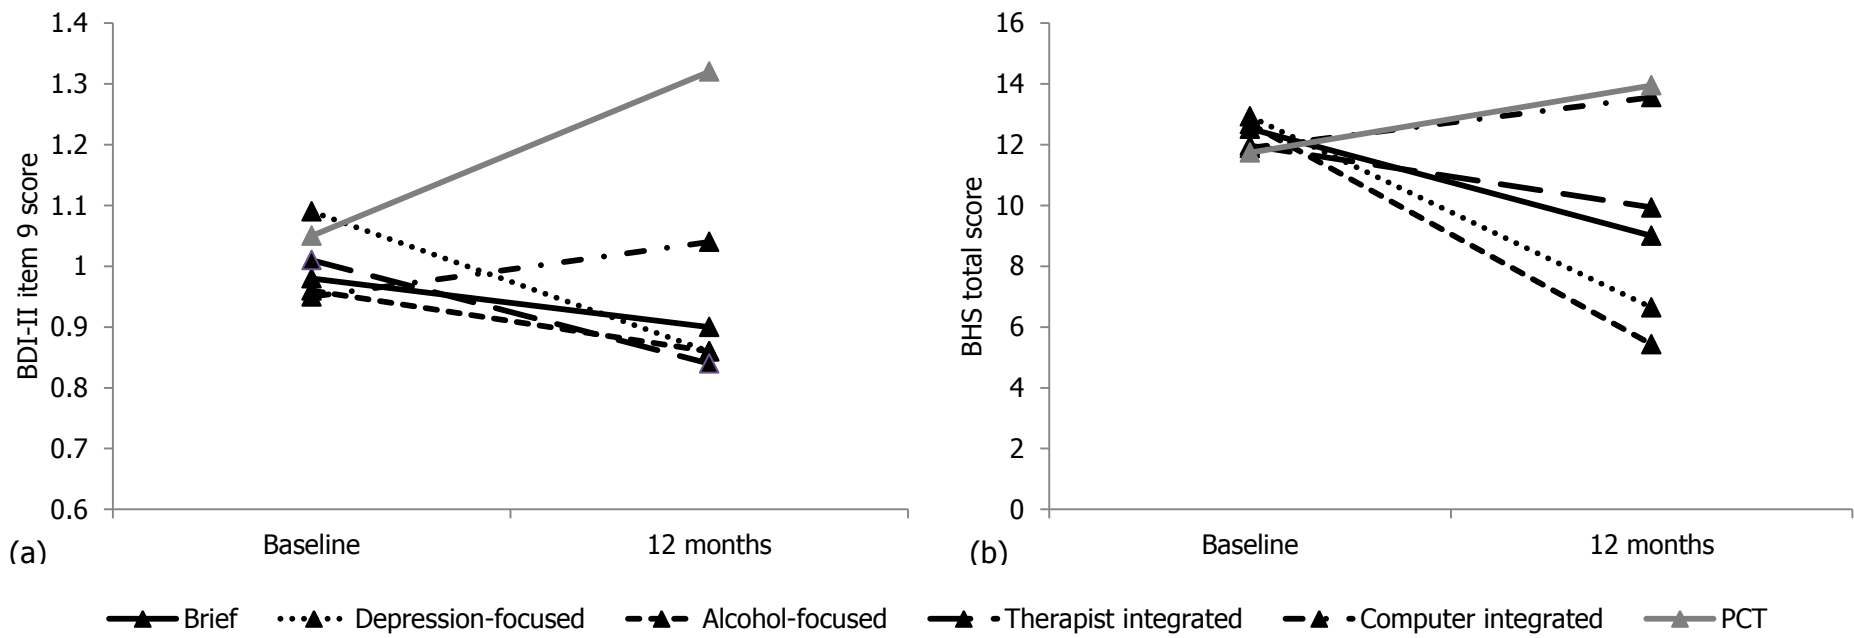 1.4
1.3
1.2
1.1
1
0.9
0.8
0.7
0.6
BDI-II item 9 score
Baseline
12 months
(a)
16
14
12
10
8
6
4
2
0
BHS total score
Baseline
12 months
(b)
Brief
Depression-focused
Alcohol-focused
Therapist integrated
Computer integrated
PCT